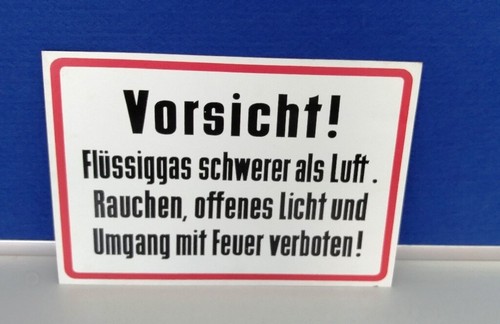 Vorsicht!
Flüssiggas schwerer als Luft.
Rauchen, offenes Licht und
Umgang mit Feuer verboten!